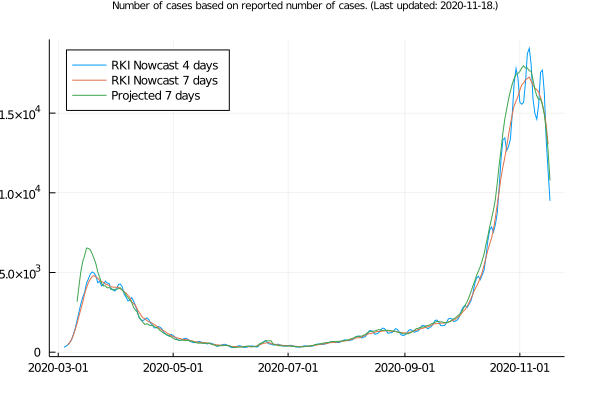 Number of cases based on reported number of cases. (Last updated: 2020-11-18.)
RKI Nowcast 4 days
RKI Nowcast 7 days
Projected 7 days
1.5×10⁴
1.0×10⁴
5.0×10³
0
2020-03-01 2020-05-01 2020-07-01 2020-09-01 2020-11-01